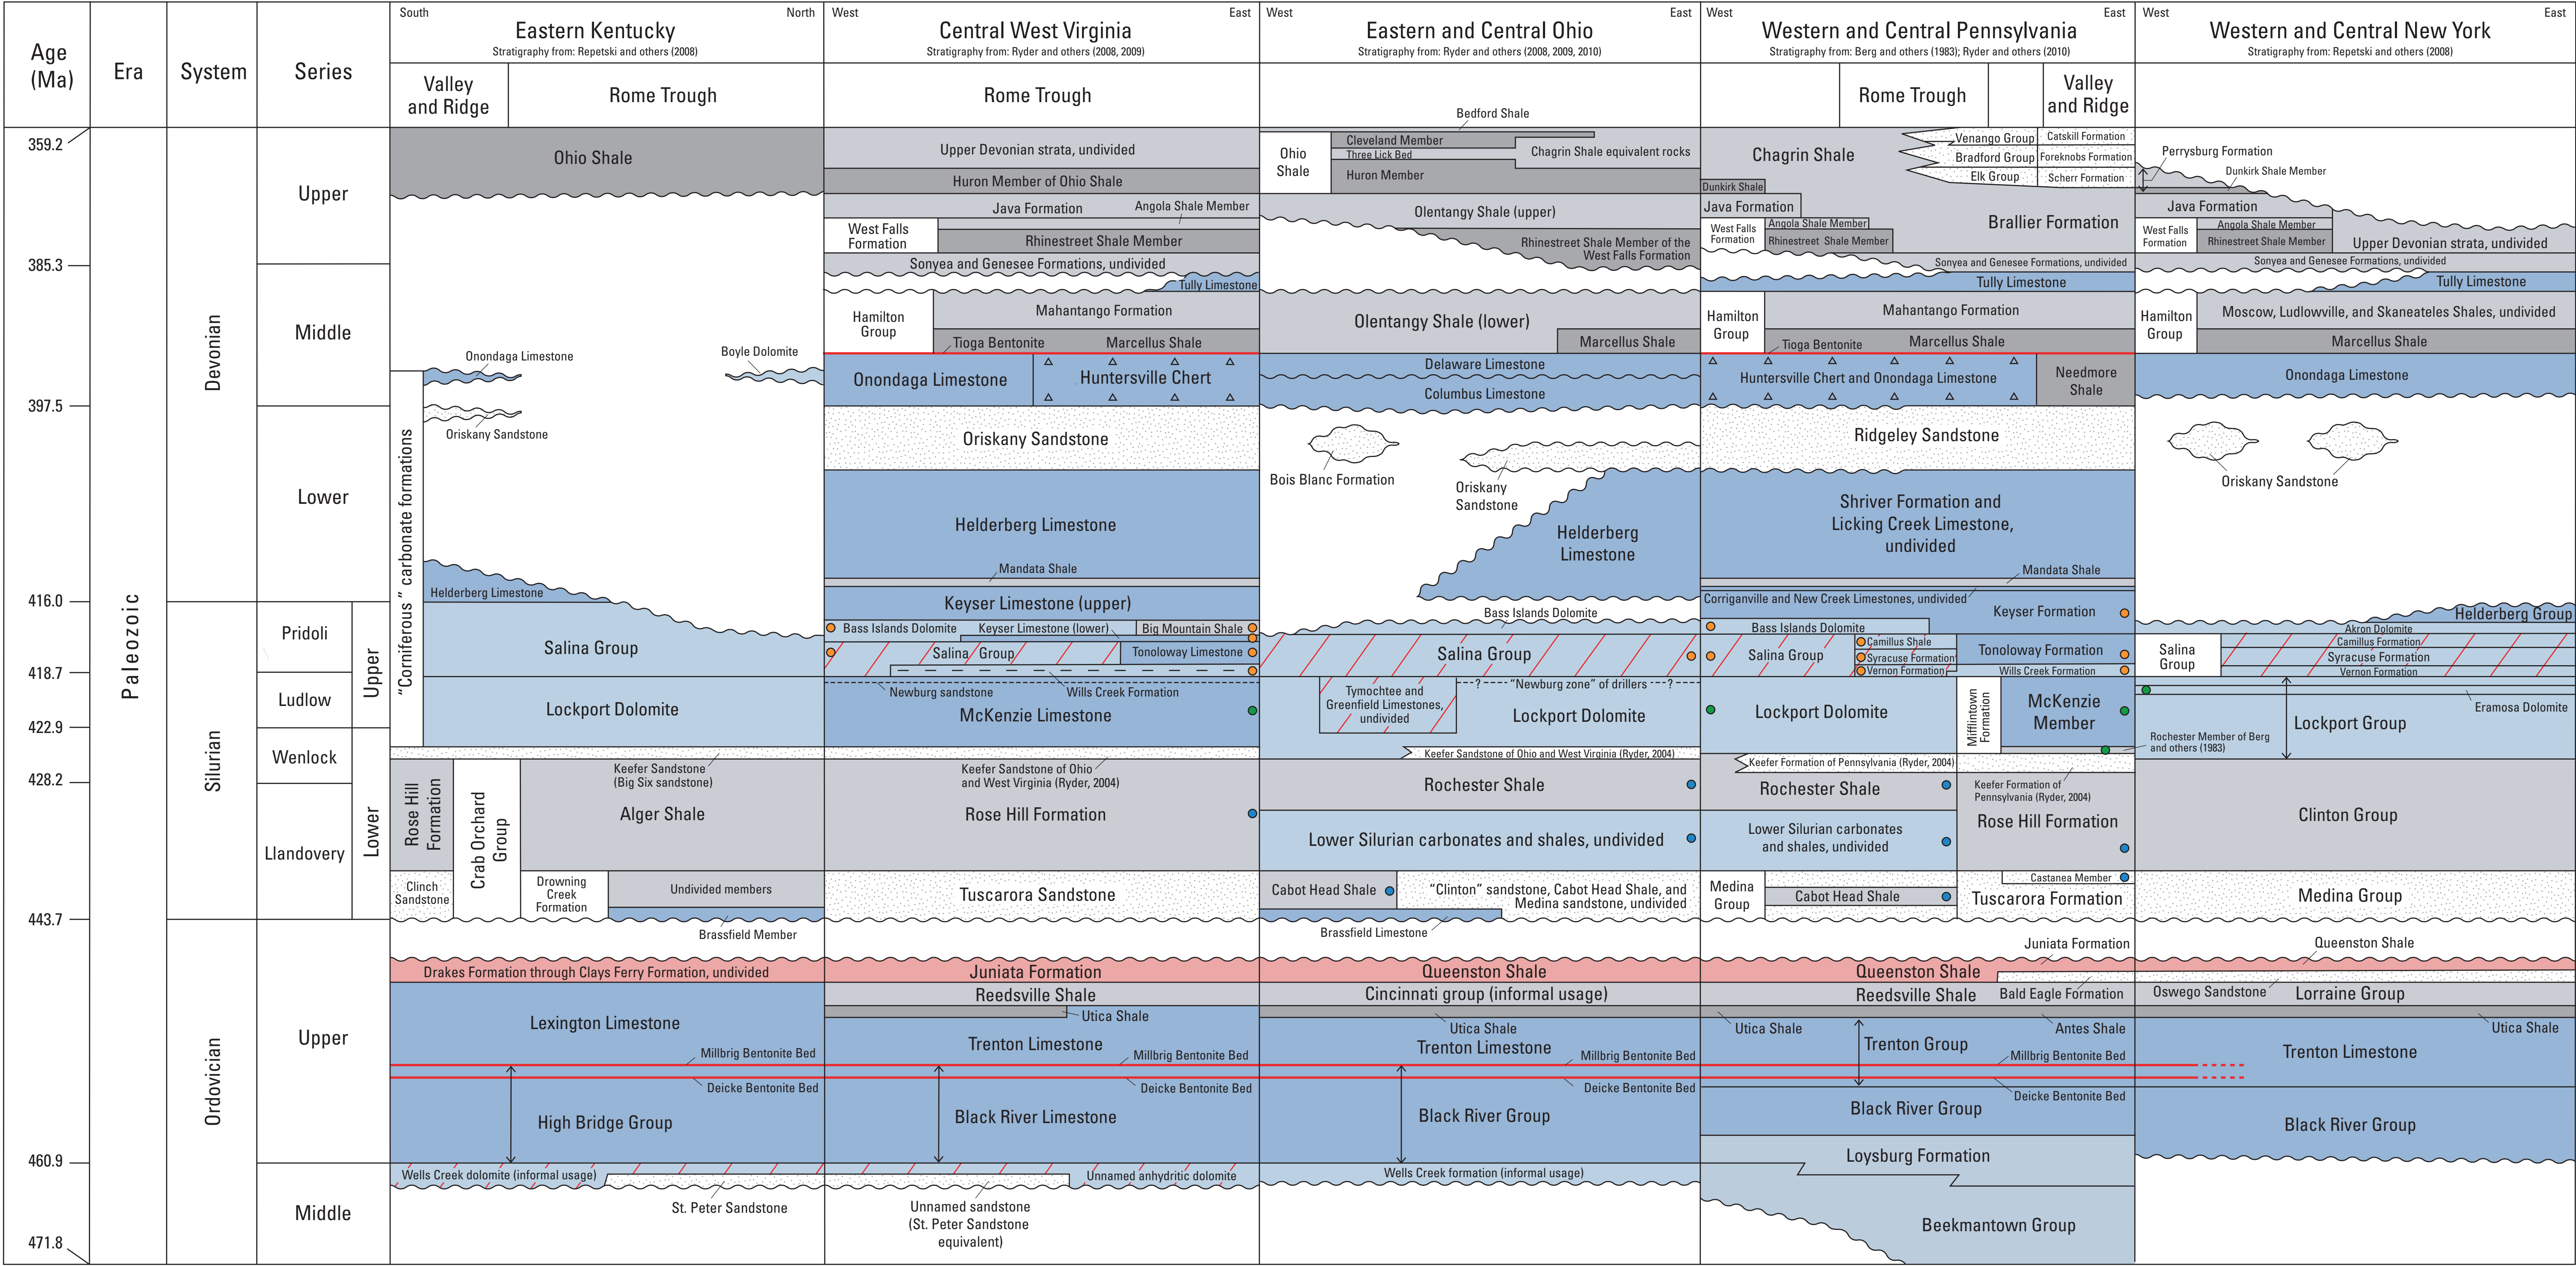 Age
(Ma)
Era
System
Series
South
North
Eastern Kentucky
Stratigraphy from: Repetski and others (2008)
Valley
and Ridge
Rome Trough
West
East
Central West Virginia
Stratigraphy from: Ryder and others (2008, 2009)
Rome Trough
West
East
Eastern and Central Ohio
Stratigraphy from: Ryder and others (2008, 2009, 2010)
West
East
Western and Central Pennsylvania
Stratigraphy from: Berg and others (1983); Ryder and others (2010)
Rome Trough
Valley
and Ridge
West
East
Western and Central New York
Stratigraphy from: Repetski and others (2008)
359.2
385.3
397.5
416.0
418.7
422.9
428.2
443.7
460.9
471.8
Paleozoic
Devonian
Silurian
Ordovician
Upper
Middle
Lower
Pridoli
Ludlow
Wenlock
Llandovery
Upper
Lower
Upper
Middle
Ohio Shale
Onondaga Limestone
Boyle Dolomite
Oriskany Sandstone
"Corniferous" carbonate formations
Helderberg Limestone
Salina Group
Lockport Dolomite
Keefer Sandstone
(Big Six sandstone)
Rose Hill
Formation
Crab Orchard
Group
Alger Shale
Clinch
Sandstone
Drowning
Creek
Formation
Undivided members
Brassfield Member
Drakes Formation through Clays Ferry Formation, undivided
Lexington Limestone
Millbrig Bentonite Bed
Deicke Bentonite Bed
High Bridge Group
Wells Creek dolomite (informal usage)
St. Peter Sandstone
Upper Devonian strata, undivided
Huron Member of Ohio Shale
Java Formation
Angola Shale Member
West Falls
Formation
Rhinestreet Shale Member
Sonyea and Genesee Formations, undivided
Tully Limestone
Hamilton
Group
Mahantango Formation
Tioga Bentonite
Marcellus Shale
Onondaga Limestone
Huntersville Chert
Oriskany Sandstone
Helderberg Limestone
Mandata Shale
Keyser Limestone (upper)
Bass Islands Dolomite
Keyser Limestone (lower)
Big Mountain Shale
Salina Group
Tonoloway Limestone
Newburg sandstone
Wills Creek Formation
McKenzie Limestone
Keefer Sandstone of Ohio
and West Virginia (Ryder, 2004)
Rose Hill Formation
Tuscarora Sandstone
Juniata Formation
Reedsville Shale
Utica Shale
Trenton Limestone
Millbrig Bentonite Bed
Deicke Bentonite Bed
Black River Limestone
Unnamed anhydritic dolomite
Unnamed sandstone
(St. Peter Sandstone
equivalent)
Bedford Shale
Ohio
Shale
Cleveland Member
Three Lick Bed
Chagrin Shale equivalent rocks
Huron Member
Olentangy Shale (upper)
Rhinestreet Shale Member of the
West Falls Formation
Olentangy Shale (lower)
Marcellus Shale
Delaware Limestone
Columbus Limestone
Bois Blanc Formation
Oriskany
Sandstone
Helderberg
Limestone
Bass Islands Dolomite
Salina Group
Tymochtee and
Greenfield Limestones,
undivided
? "Newburg zone" of drillers ?
Lockport Dolomite
Keefer Sandstone of Ohio and West Virginia (Ryder, 2004)
Rochester Shale
Lower Silurian carbonates and shales, undivided
Cabot Head Shale
"Clinton" sandstone, Cabot Head Shale, and
Medina sandstone, undivided
Brassfield Limestone
Queenston Shale
Cincinnati group (informal usage)
Utica Shale
Trenton Limestone
Millbrig Bentonite Bed
Deicke Bentonite Bed
Black River Group
Wells Creek formation (informal usage)
Chagrin Shale
Venango Group
Catskill Formation
Bradford Group
Foreknobs Formation
Elk Group
Scherr Formation
Dunkirk Shale
Java Formation
West Falls
Formation
Angola Shale Member
Rhinestreet Shale Member
Brallier Formation
Sonyea and Genesee Formations, undivided
Tully Limestone
Hamilton
Group
Mahantango Formation
Tioga Bentonite
Marcellus Shale
Huntersville Chert and Onondaga Limestone
Needmore
Shale
Ridgeley Sandstone
Shriver Formation and
Licking Creek Limestone,
undivided
Mandata Shale
Corriganville and New Creek Limestones, undivided
Keyser Formation
Bass Islands Dolomite
Salina Group
Camillus Shale
Syracuse Formation
Vernon Formation
Tonoloway Formation
Wills Creek Formation
Lockport Dolomite
Mifflintown
Formation
McKenzie
Member
Rochester Member of Berg
and others (1983)
Keefer Formation of Pennsylvania (Ryder, 2004)
Rochester Shale
Keefer Formation of
Pennsylvania (Ryder, 2004)
Rose Hill Formation
Lower Silurian carbonates
and shales, undivided
Medina
Group
Cabot Head Shale
Castanea Member
Tuscarora Formation
Juniata Formation
Queenston Shale
Reedsville Shale
Bald Eagle Formation
Utica Shale
Antes Shale
Trenton Group
Millbrig Bentonite Bed
Deicke Bentonite Bed
Black River Group
Loysburg Formation
Beekmantown Group
Perrysburg Formation
Dunkirk Shale Member
Java Formation
West Falls
Formation
Angola Shale Member
Rhinestreet Shale Member
Upper Devonian strata, undivided
Sonyea and Genesee Formations, undivided
Tully Limestone
Hamilton
Group
Moscow, Ludlowville, and Skaneateles Shales, undivided
Marcellus Shale
Onondaga Limestone
Oriskany Sandstone
Helderberg Group
Akron Dolomite
Salina
Group
Camillus Formation
Syracuse Formation
Vernon Formation
Eramosa Dolomite
Lockport Group
Clinton Group
Medina Group
Queenston Shale
Oswego Sandstone
Lorraine Group
Utica Shale
Trenton Limestone
Black River Group